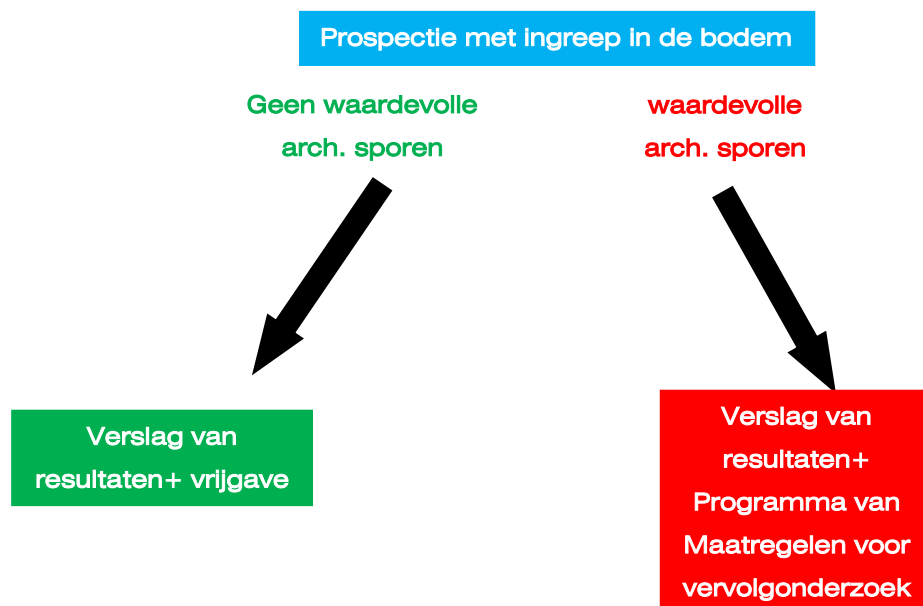 Prospectie met ingreep in de bodem
Geen waardevolle
arch. sporen
waardevolle
arch. sporen
Verslag van
resultaten+ vrijgave
Verslag van
resultaten+
Programma van
Maatregelen voor
vervolgonderzoek